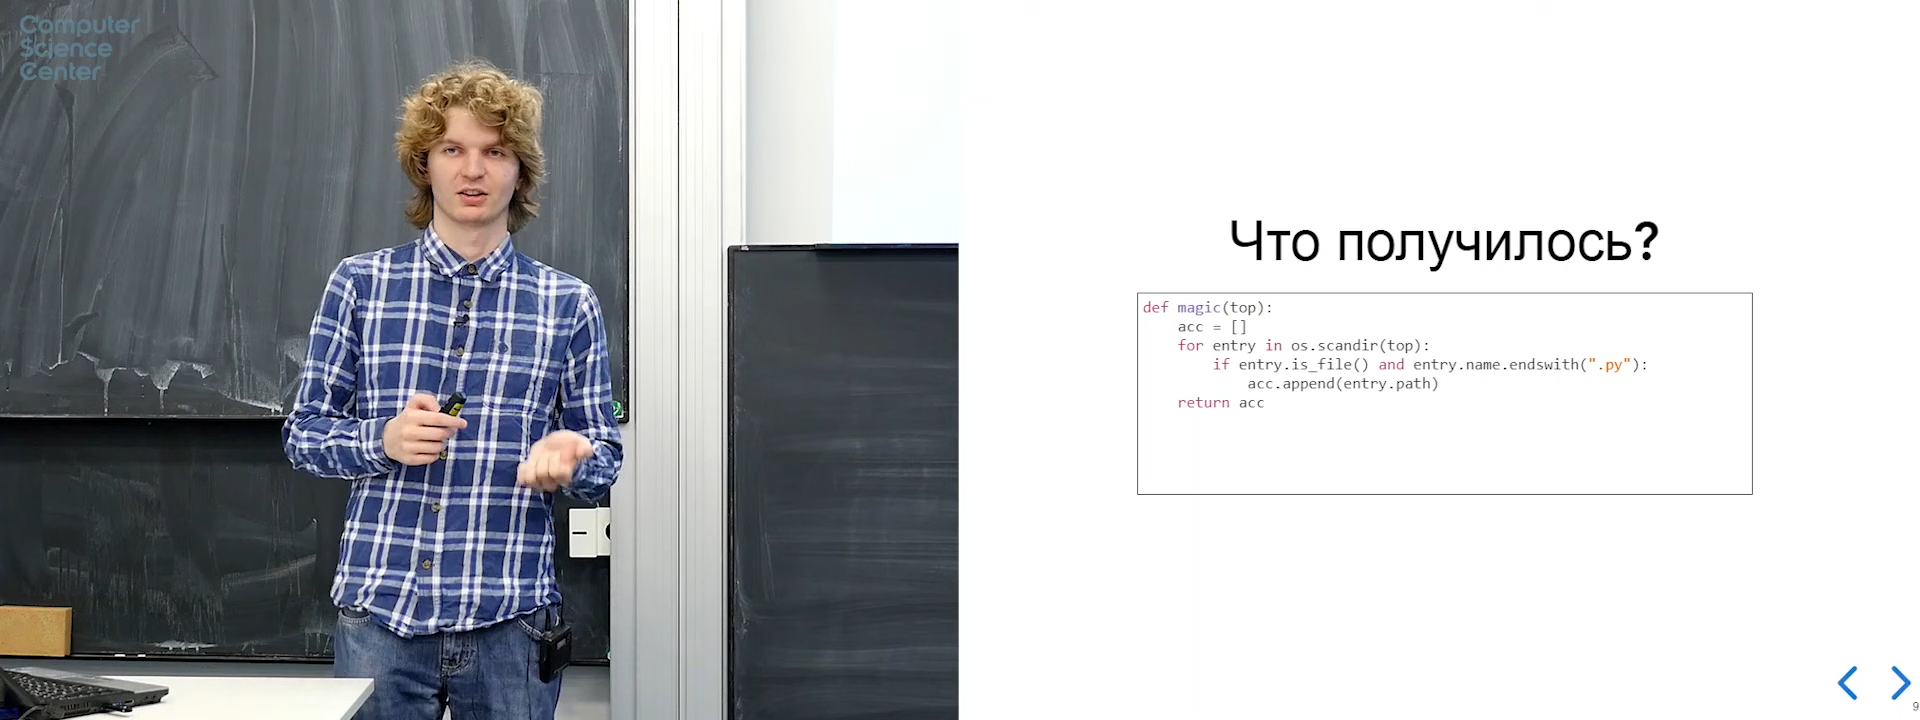 Computer
Science
Center
Что получилось?
def magic(top):
    acc = []
    for entry in os.scandir(top):
        if entry.is_file() and entry.name.endswith(".py"):
            acc.append(entry.path)
    return acc
9